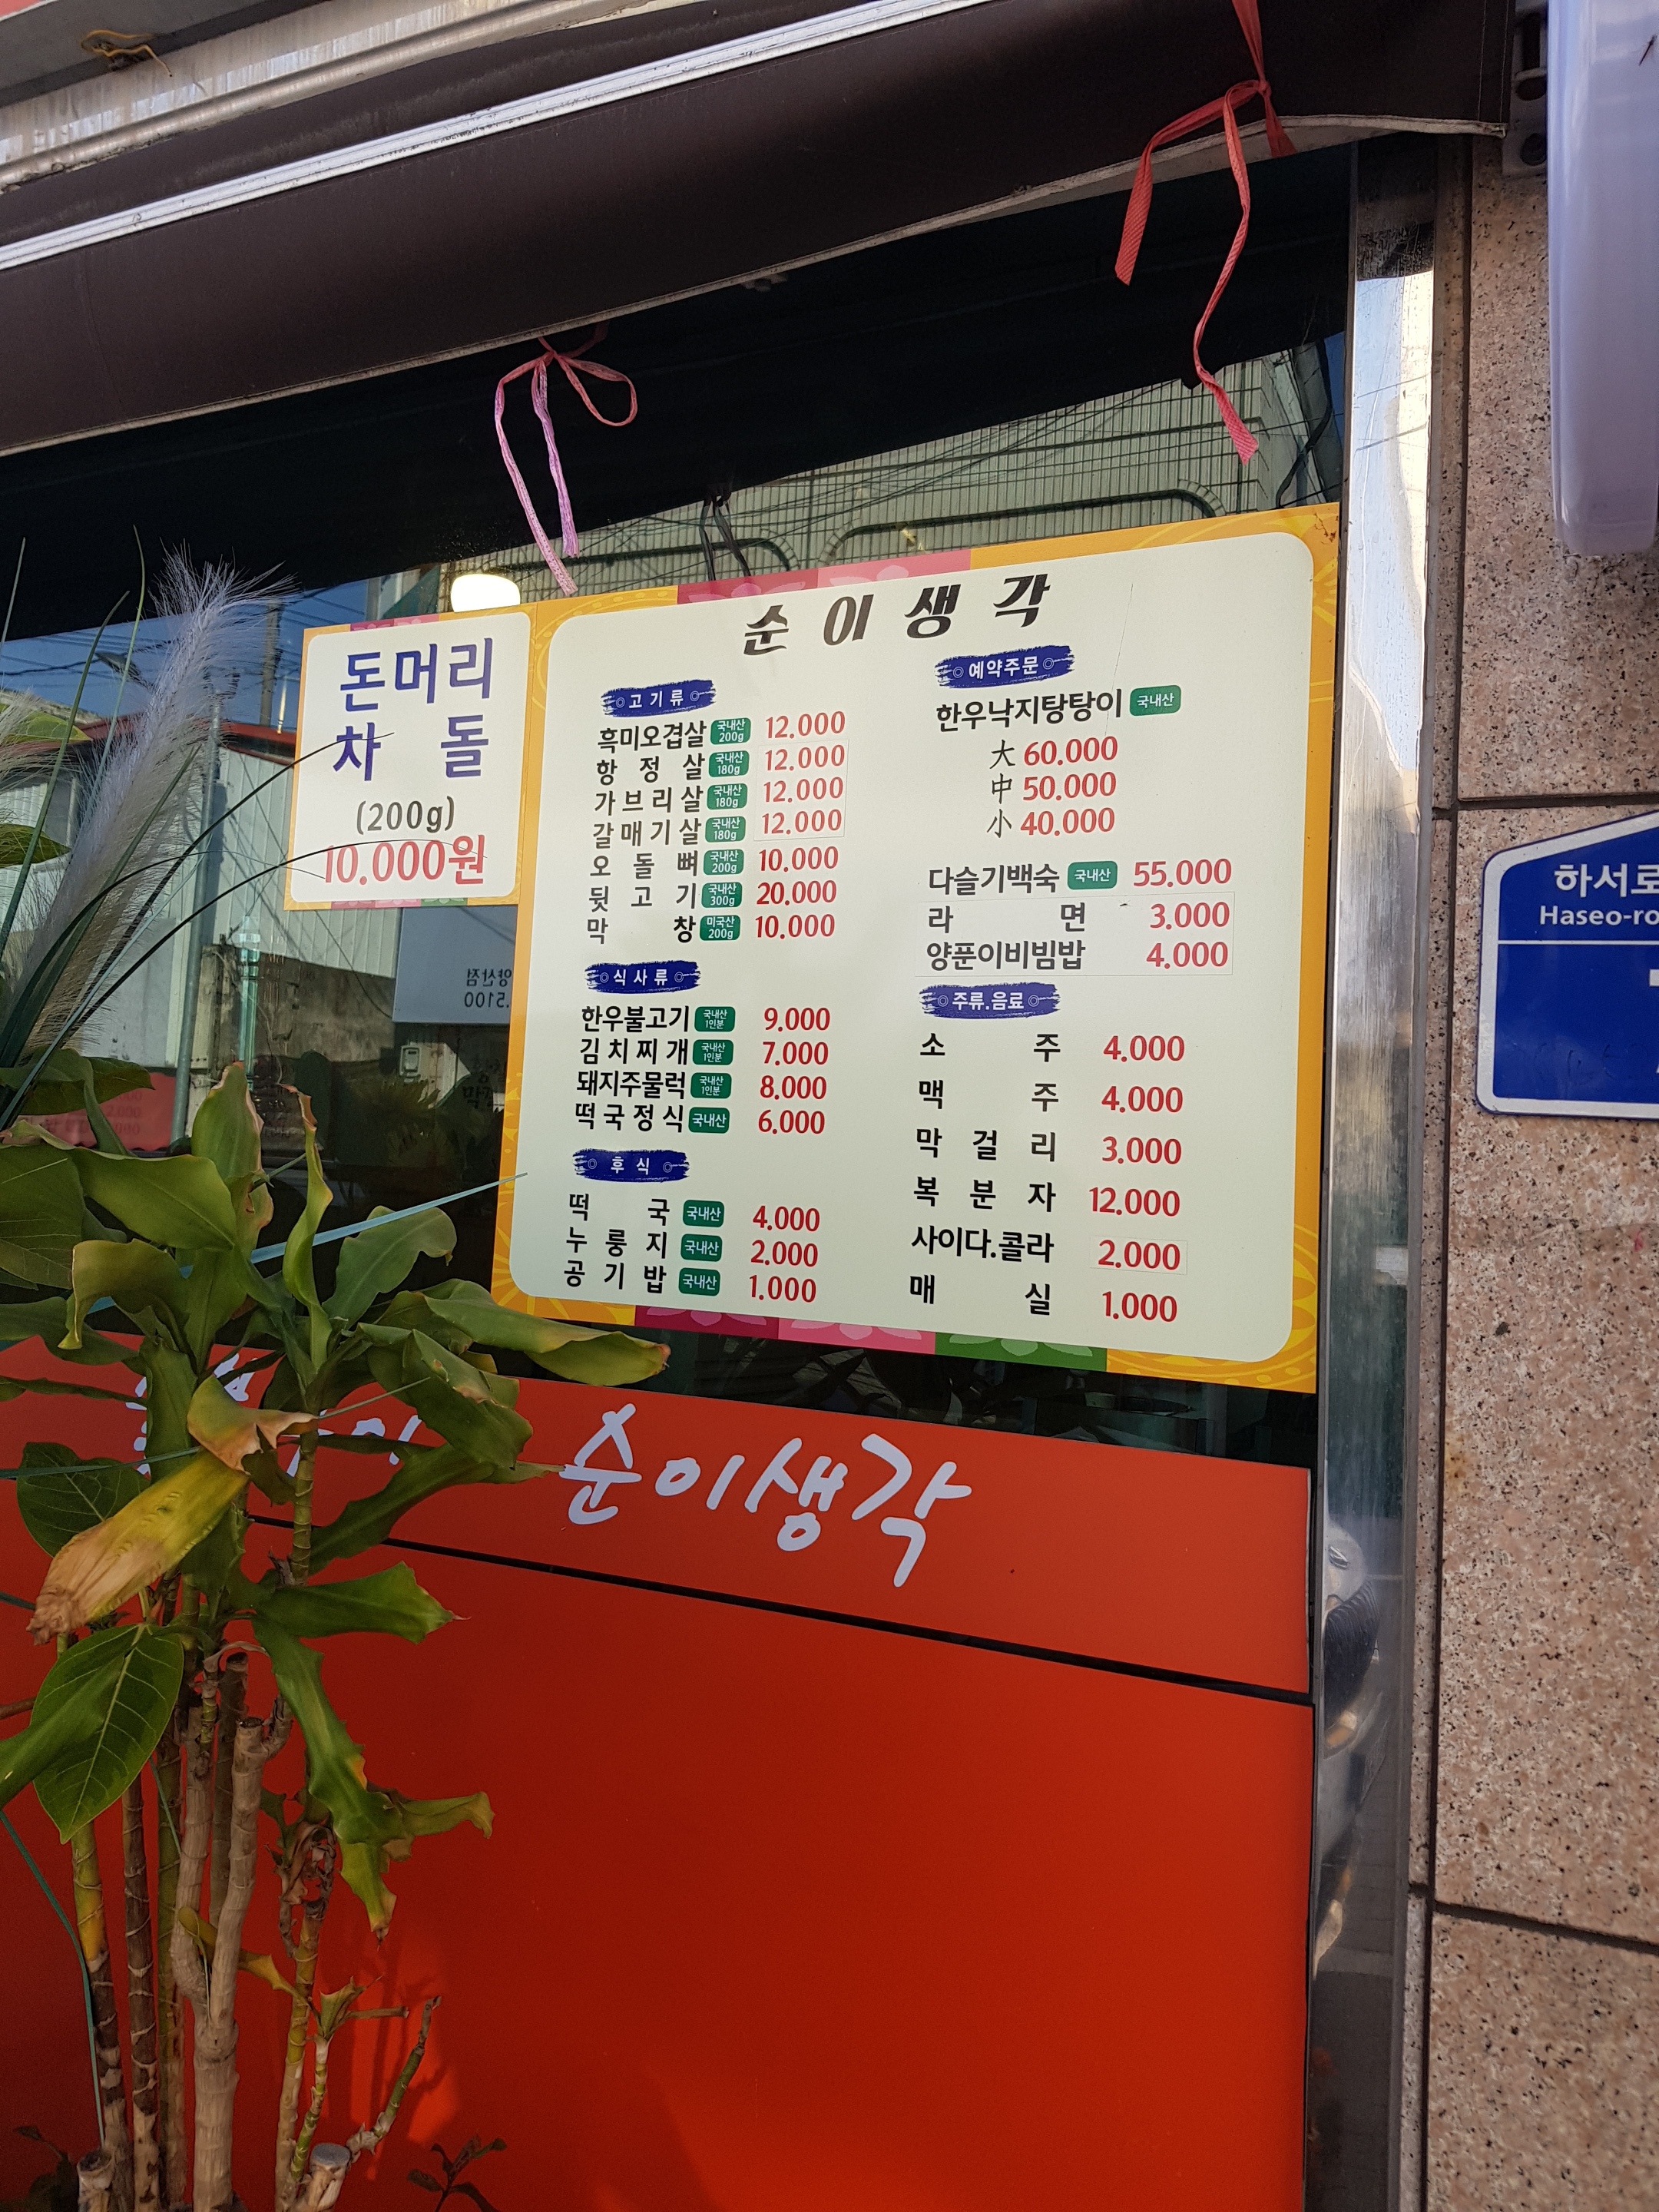 돈머리
차 돌
(200g)
10.000원
순이생각
고기류
흑미오겹살 국내산 200g 12.000
항정살 국내산 180g 12.000
가브리살 국내산 180g 12.000
갈매기살 국내산 180g 12.000
오돌뼈 국내산 200g 10.000
뒷고기 국내산 300g 20.000
막창 미국산 200g 10.000
식사류
한우불고기 국내산 1인분 9.000
김치찌개 국내산 1인분 7.000
돼지주물럭 국내산 1인분 8.000
떡국정식 국내산 6.000
후식
떡국 국내산 4.000
누룽지 국내산 2.000
공기밥 국내산 1.000
예약주문
한우낙지탕탕이 국내산
大 60.000
中 50.000
小 40.000
다슬기백숙 국내산 55.000
라면 3.000
양푼이비빔밥 4.000
주류.음료
소주 4.000
맥주 4.000
막걸리 3.000
복분자 12.000
사이다.콜라 2.000
매실 1.000
순이생각
하서로
Haseo-ro